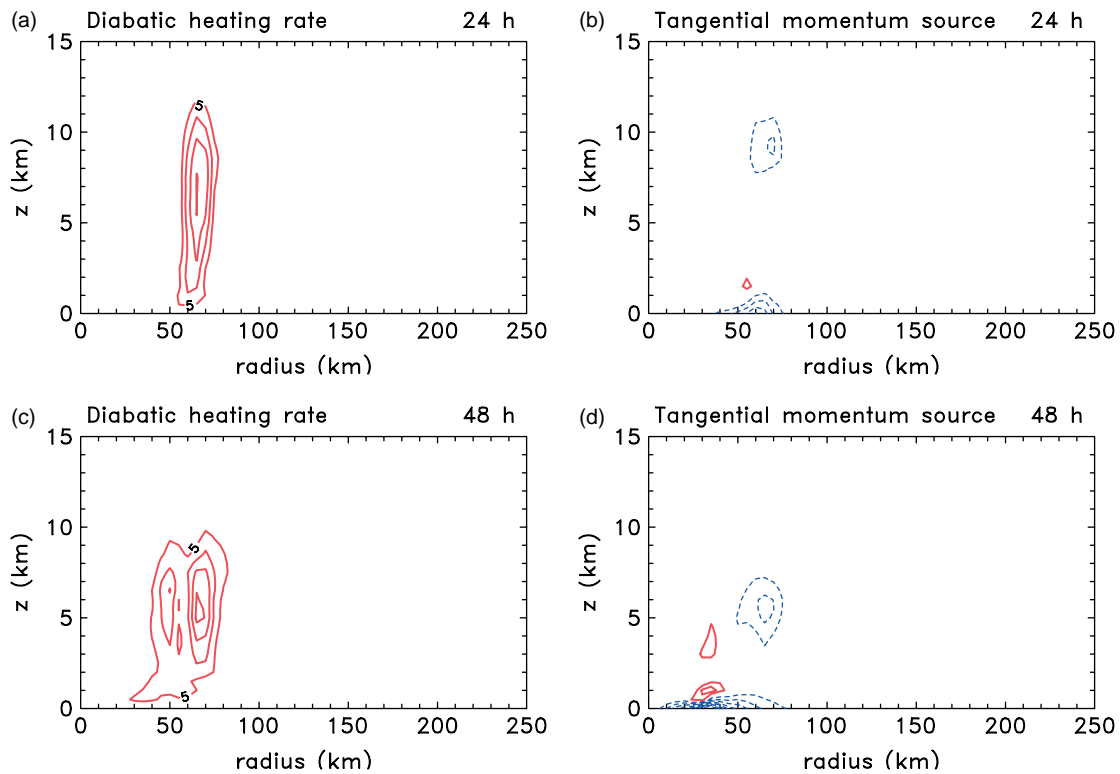 (a) Diabatic heating rate 24 h
15
10
5
0
z (km)
5
5
0 50 100 150 200 250
radius (km)
(b) Tangential momentum source 24 h
15
10
5
0
z (km)
0 50 100 150 200 250
radius (km)
(c) Diabatic heating rate 48 h
15
10
5
0
z (km)
5
5
0 50 100 150 200 250
radius (km)
(d) Tangential momentum source 48 h
15
10
5
0
z (km)
0 50 100 150 200 250
radius (km)